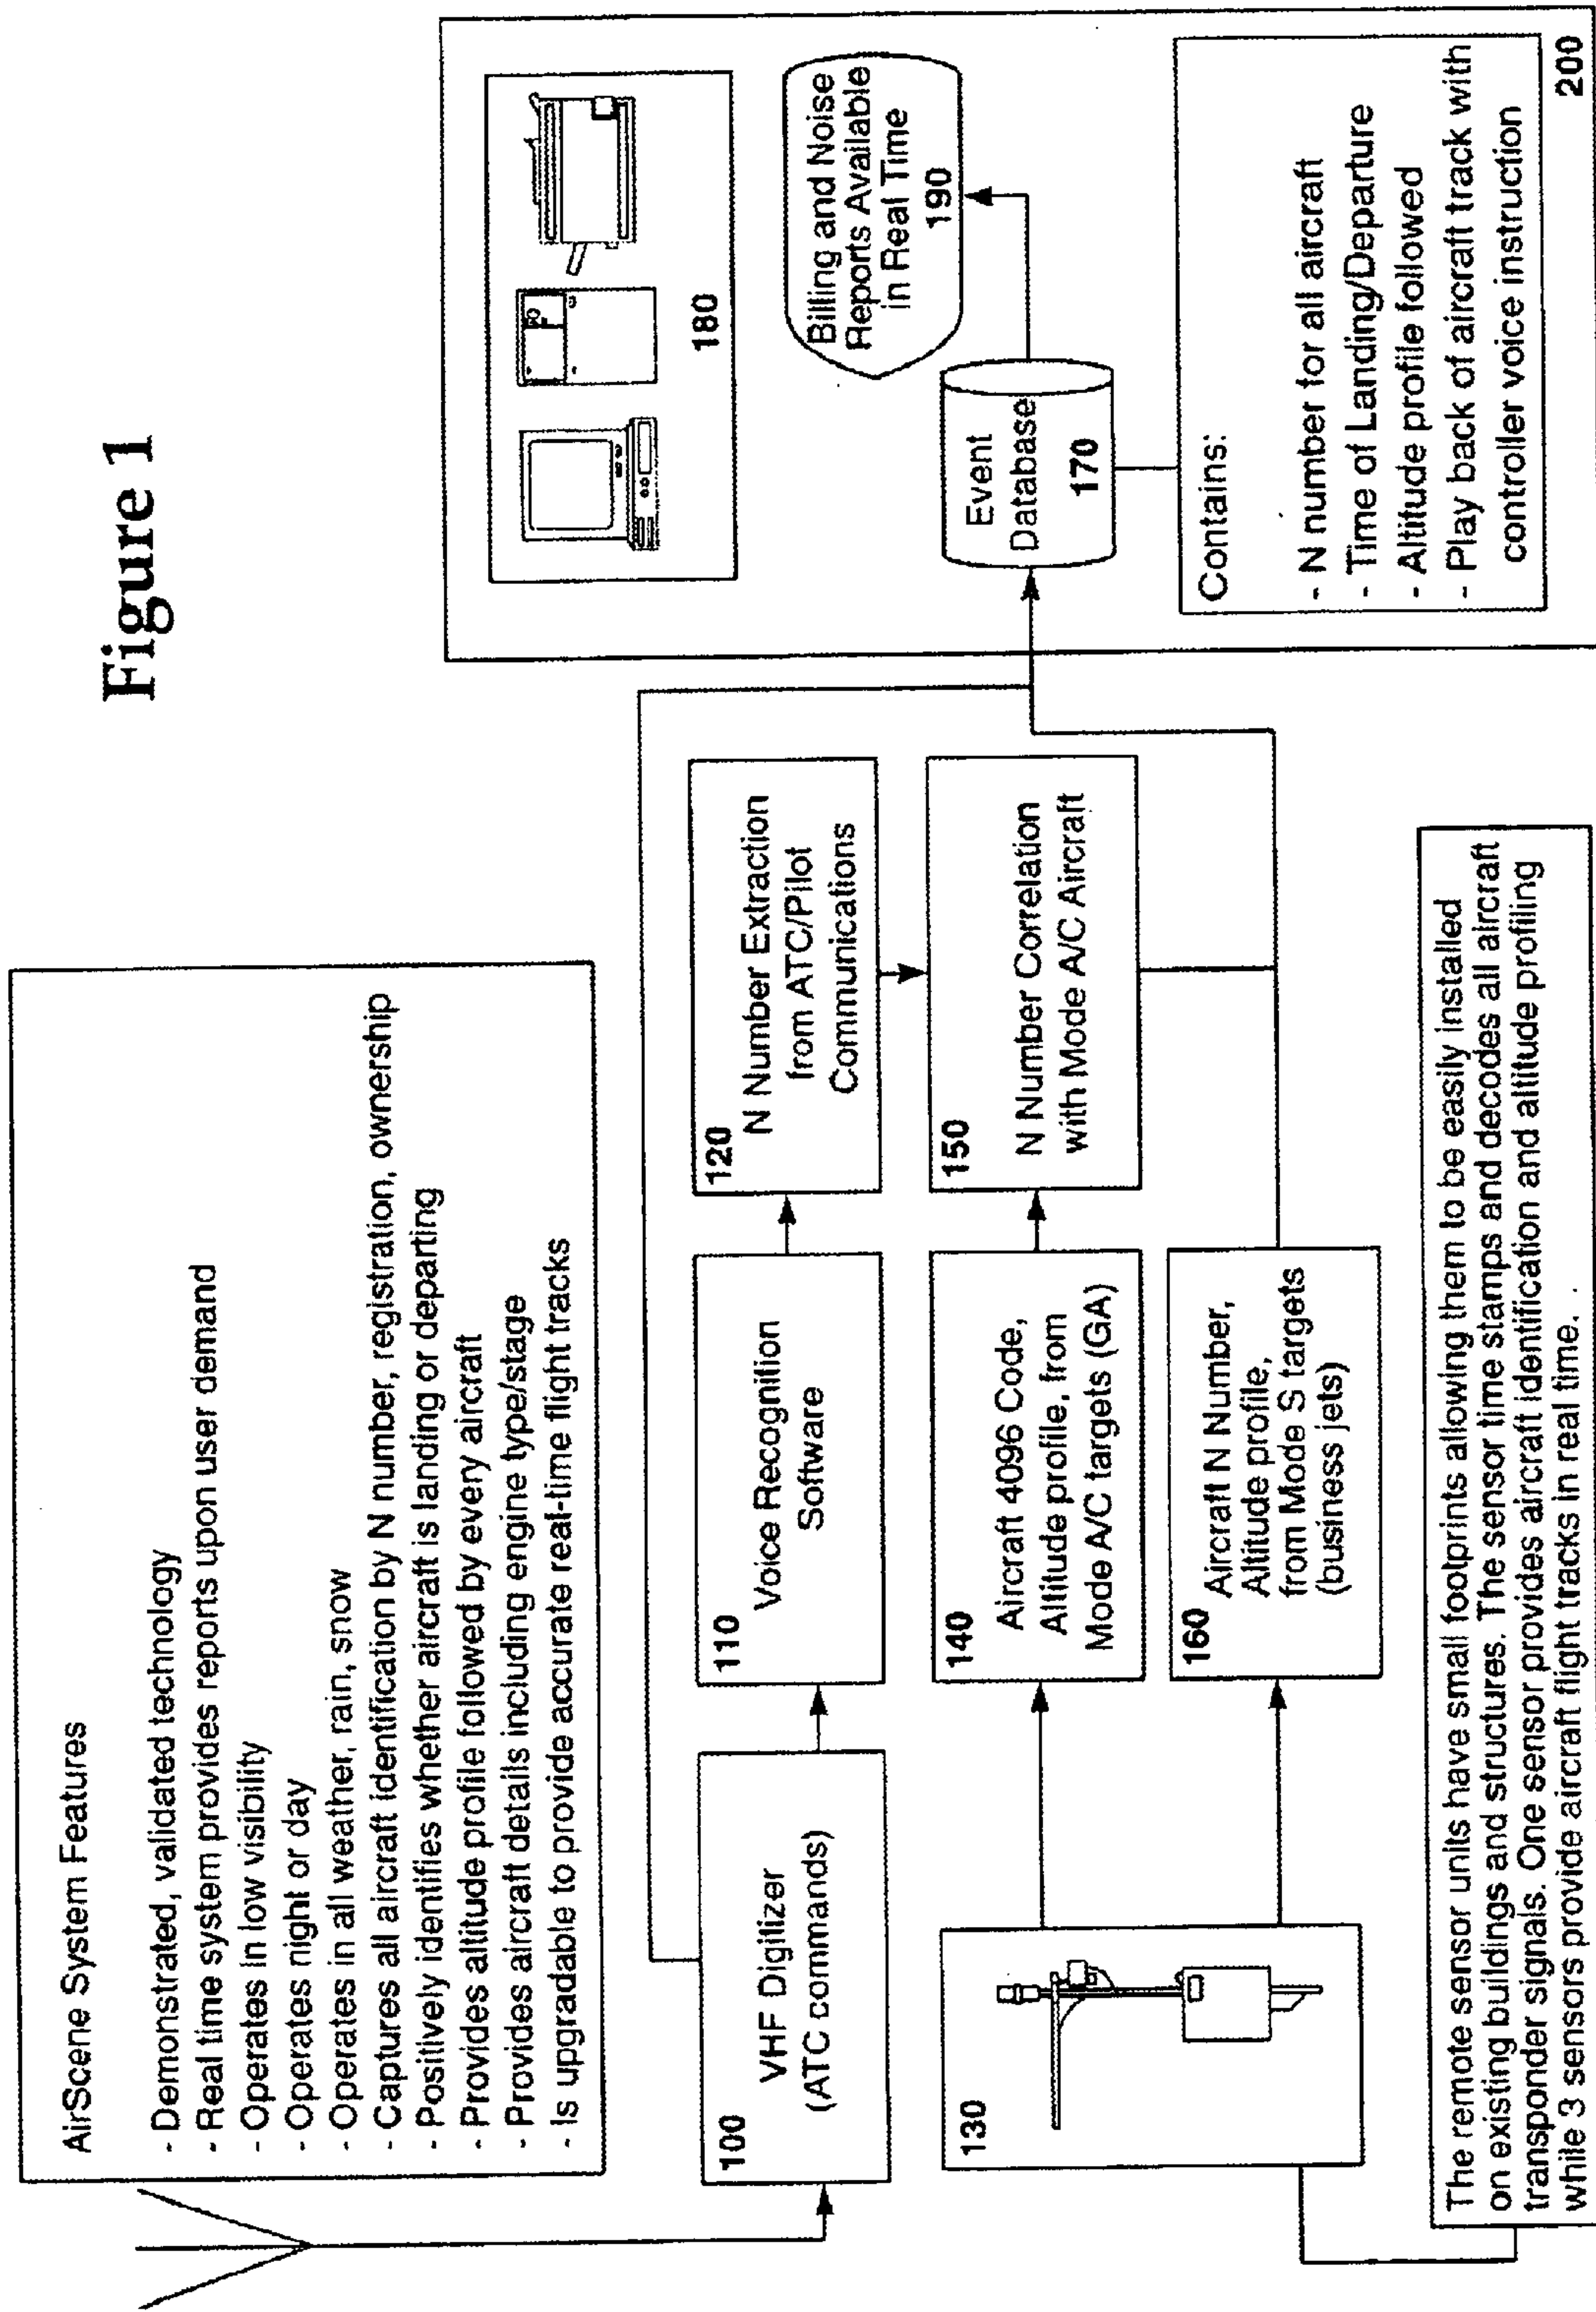 Figure 1
AirScene System Features
- Demonstrated, validated technology
- Real time system provides reports upon user demand
- Operates in low visibility
- Operates night or day
- Operates in all weather, rain, snow
- Captures all aircraft identification by N number, registration, ownership
- Positively identifies whether aircraft is landing or departing
- Provides altitude profile followed by every aircraft
- Provides aircraft details including engine type/stage
- Is upgradable to provide accurate real-time flight tracks
100
VHF Digitizer
(ATC commands)
110
Voice Recognition
Software
120
N Number Extraction
from ATC/Pilot
Communications
130
140
Aircraft 4096 Code,
Altitude profile, from
Mode A/C targets (GA)
150
N Number Correlation
with Mode A/C Aircraft
160
Aircraft N Number,
Altitude profile,
from Mode S targets
(business jets)
180
Billing and Noise
Reports Available
in Real Time
190
Event
Database
170
Contains:
- N number for all aircraft
- Time of Landing/Departure
- Altitude profile followed
- Play back of aircraft track with
controller voice instruction
200
The remote sensor units have small footprints allowing them to be easily installed
on existing buildings and structures. The sensor time stamps and decodes all aircraft
transponder signals. One sensor provides aircraft identification and altitude profiling
while 3 sensors provide aircraft flight tracks in real time.